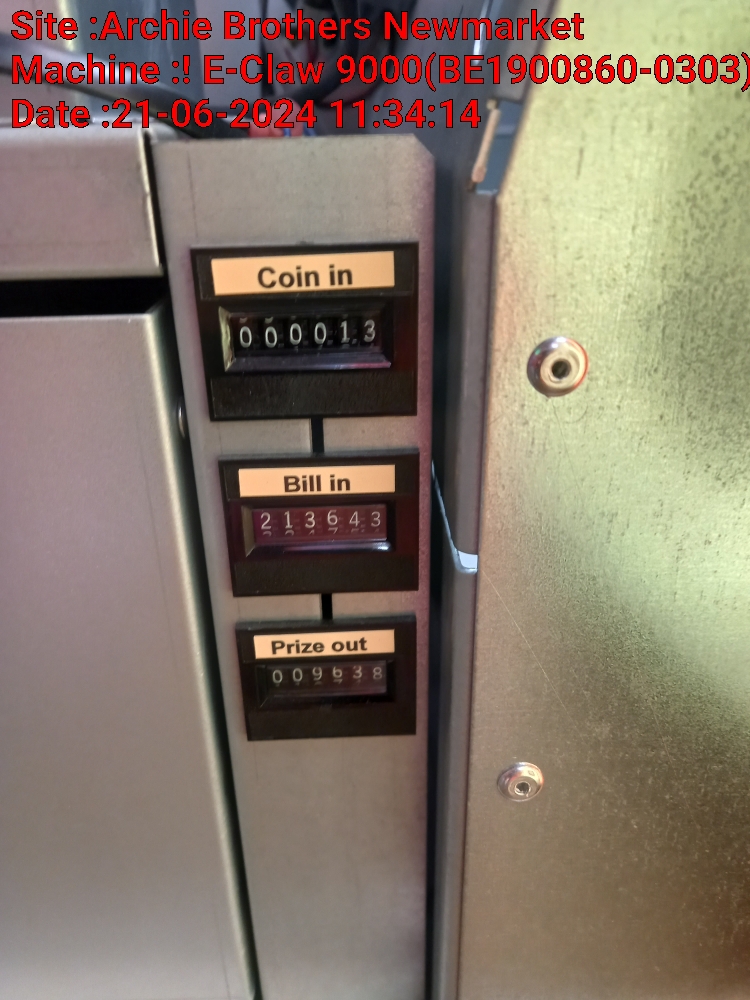 Site :Archie Brothers Newmarket
Machine :! E-Claw 9000(BE1900860-0303)
Date :21-06-2024 11:34:14
Coin in
000013
Bill in
213643
Prize out
009638